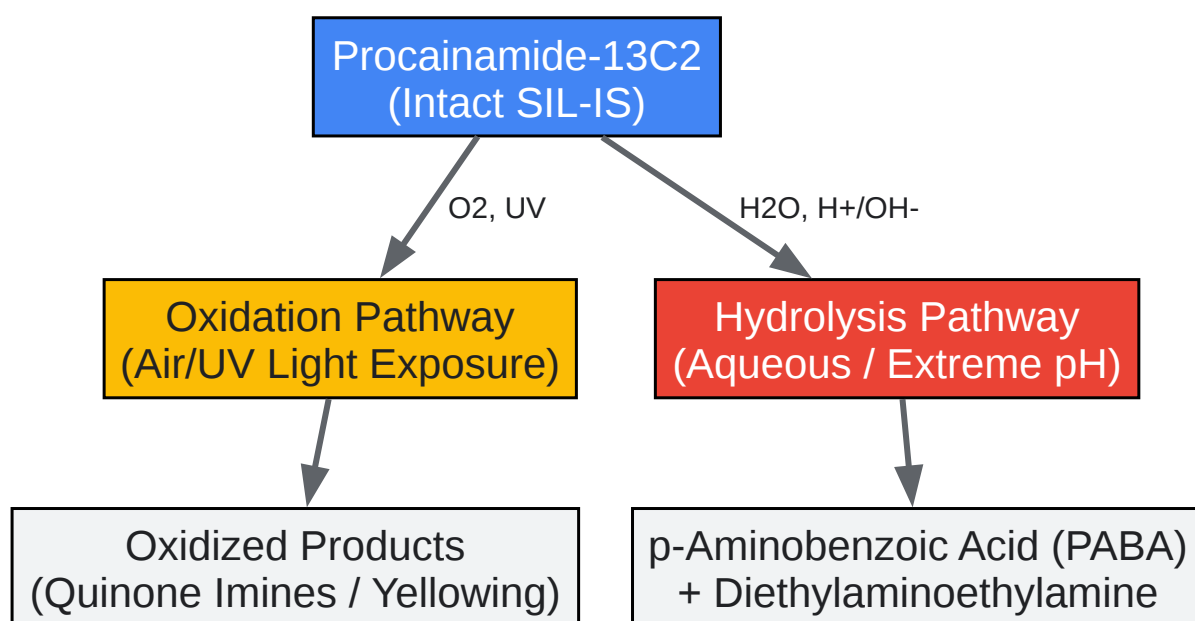 Procainamide-13C2
(Intact SIL-IS)
O2, UV
H2O, H+/OH-
Oxidation Pathway
(Air/UV Light Exposure)
Hydrolysis Pathway
(Aqueous / Extreme pH)
Oxidized Products
(Quinone Imines / Yellowing)
p-Aminobenzoic Acid (PABA)
+ Diethylaminoethylamine